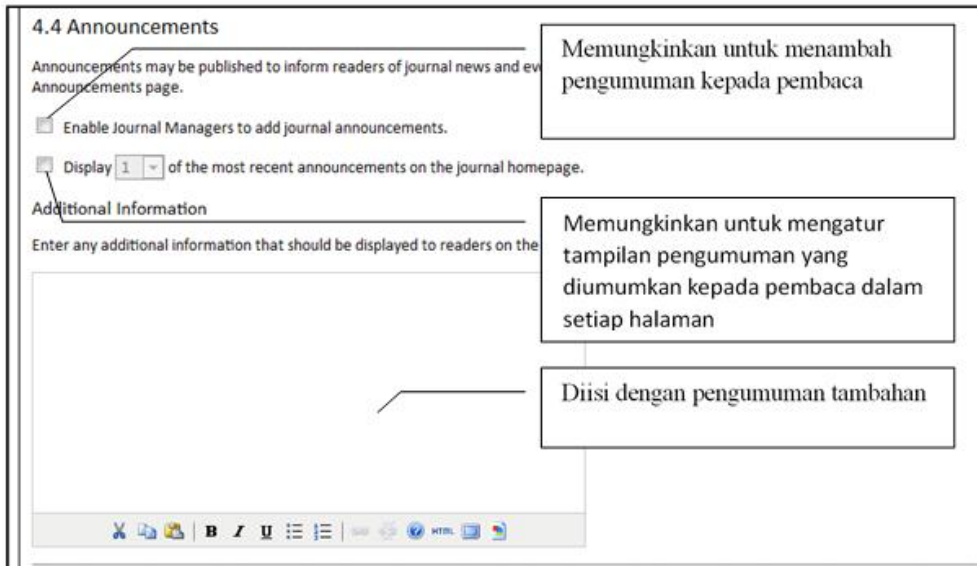 4.4 Announcements
Announcements may be published to inform readers of journal news and
Announcements page.
Enable Journal Managers to add journal announcements.
Display 1 of the most recent announcements on the journal homepage.
Additional Information
Enter any additional information that should be displayed to readers on the
Memungkinkan untuk menambah
pengumuman kepada pembaca
Memungkinkan untuk mengatur
tampilan pengumuman yang
diumumkan kepada pembaca dalam
setiap halaman
Diisi dengan pengumuman tambahan
B I U HTML